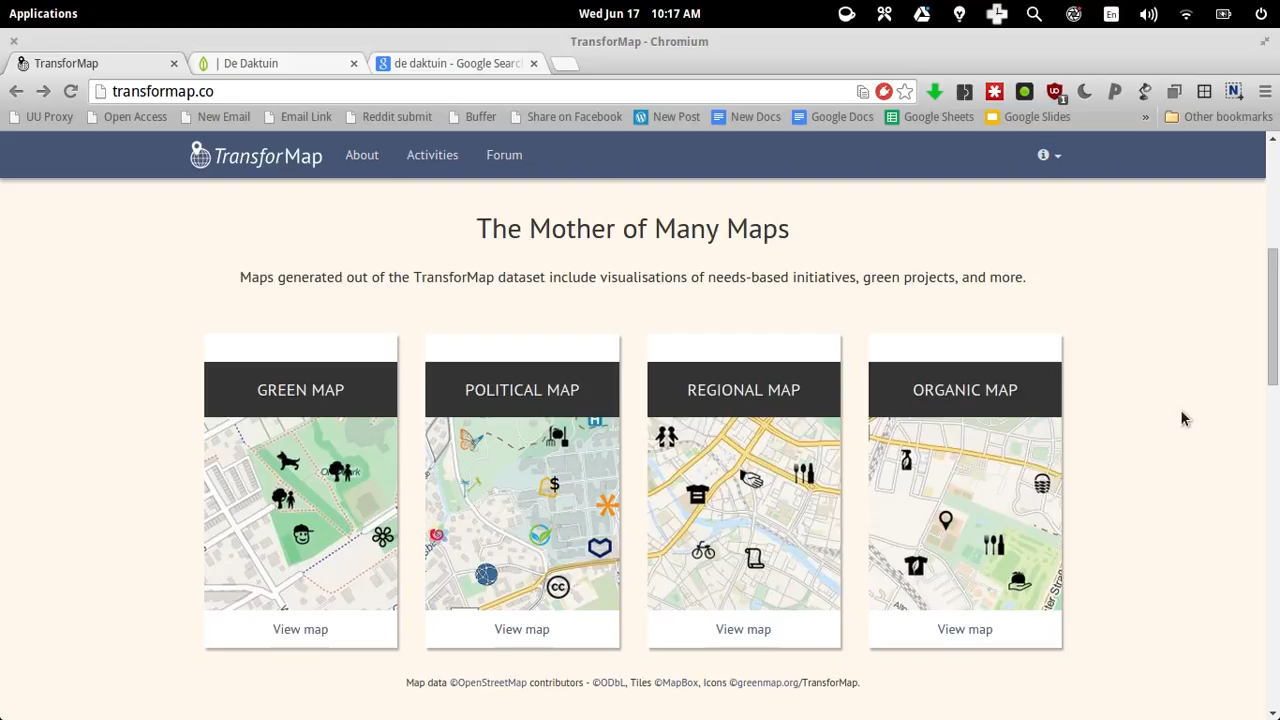 Applications
Wed Jun 17 10:17 AM
En
TransforMap - Chromium
TransforMap
| De Daktuin
de daktuin - Google Searc
transformap.co
1
UU Proxy
Open Access
New Email
Email Link
Reddit submit
Buffer
Share on Facebook
New Post
New Docs
Google Docs
Google Sheets
Google Slides
»
Other bookmarks
TransforMap
About
Activities
Forum
The Mother of Many Maps
Maps generated out of the TransforMap dataset include visualisations of needs-based initiatives, green projects, and more.
GREEN MAP
POLITICAL MAP
REGIONAL MAP
ORGANIC MAP
View map
View map
View map
View map
Map data ©OpenStreetMap contributors - ©ODbL, Tiles ©MapBox, Icons ©greenmap.org/TransforMap.